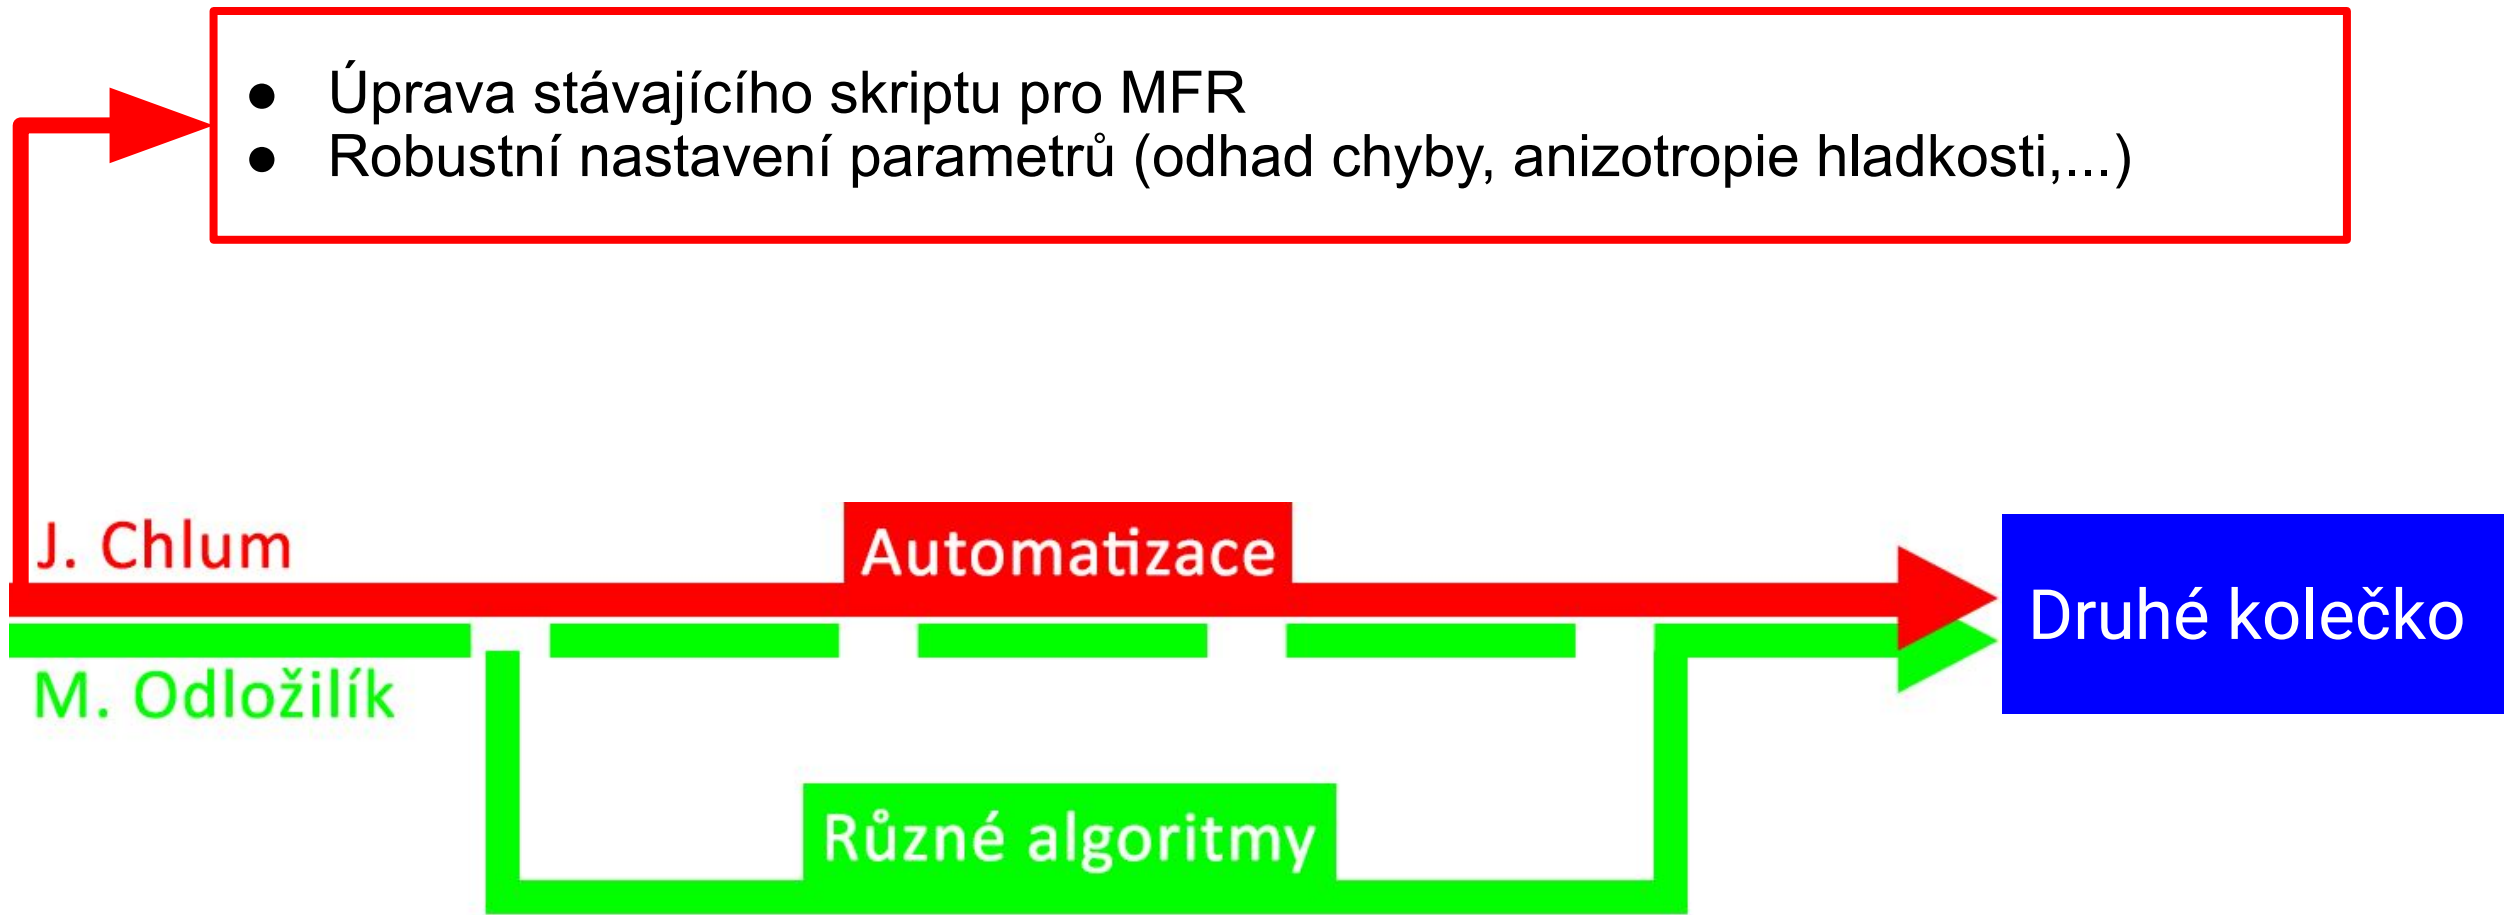 ● Úprava stávajícího skriptu pro MFR
● Robustní nastavení parametrů (odhad chyby, anizotropie hladkosti,...)
J. Chlum
Automatizace
Druhé kolečko
M. Odložilík
Různé algoritmy